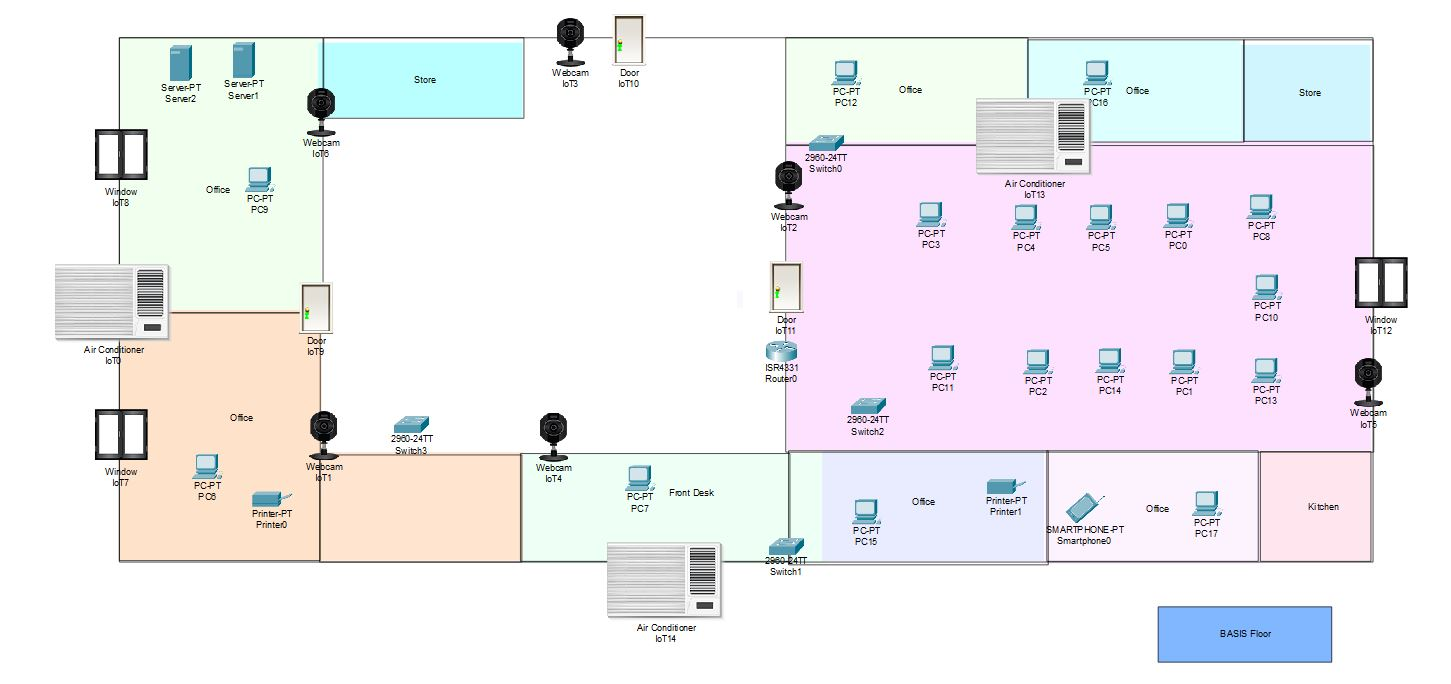 Webcam
IoT3
Door
IoT10
Server-PT
Server2
Server-PT
Server1
Store
PC-PT
PC12
Office
PC-PT
PC16
Office
Store
Webcam
IoT6
2960-24TT
Switch0
Window
IoT8
Office
PC-PT
PC9
Air Conditioner
IoT13
Webcam
IoT2
PC-PT
PC3
PC-PT
PC4
PC-PT
PC5
PC-PT
PC0
PC-PT
PC8
PC-PT
PC10
Door
IoT11
Window
IoT12
Air Conditioner
IoT0
Door
IoT9
ISR4331
Router0
PC-PT
PC11
PC-PT
PC2
PC-PT
PC14
PC-PT
PC1
PC-PT
PC13
Webcam
IoT5
Office
2960-24TT
Switch3
2960-24TT
Switch2
Window
IoT7
Webcam
IoT1
Webcam
IoT4
PC-PT
PC6
Printer-PT
Printer0
PC-PT
PC7
Front Desk
PC-PT
PC15
Office
Printer-PT
Printer1
SMARTPHONE-PT
Smartphone0
Office
PC-PT
PC17
Kitchen
2960-24TT
Switch1
Air Conditioner
IoT14
BASIS Floor